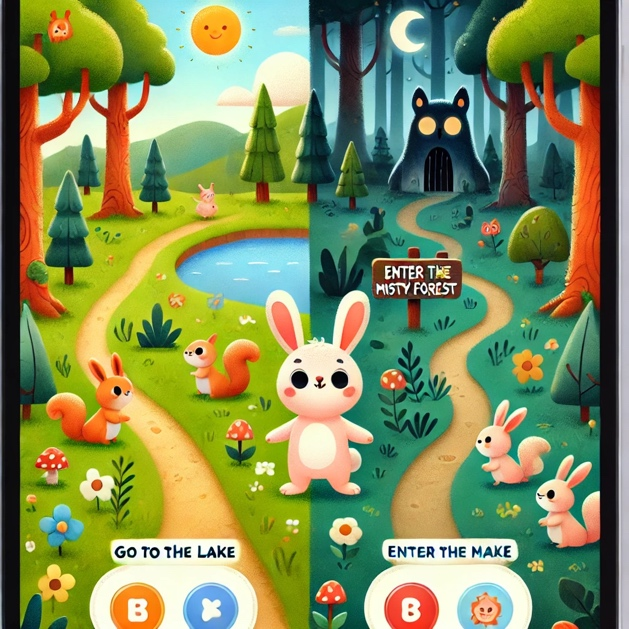 ENTER THE
MISTY FOREST
GO TO THE LAKE
ENTER THE MAKE
B
B